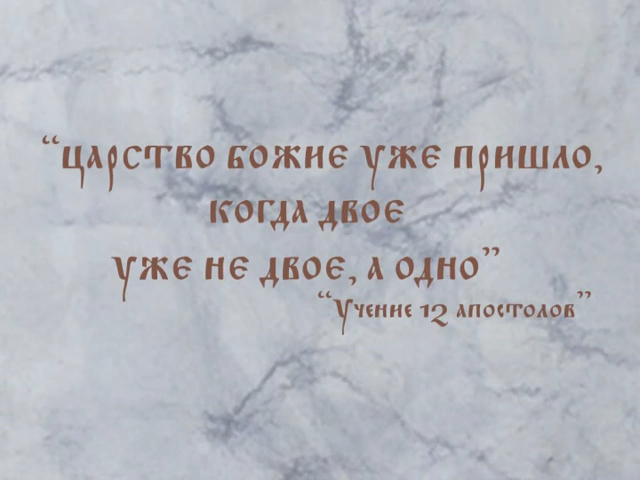 “царство божие уже пришло,
когда двое
уже не двое, а одно”
“Учение 12 апостолов”